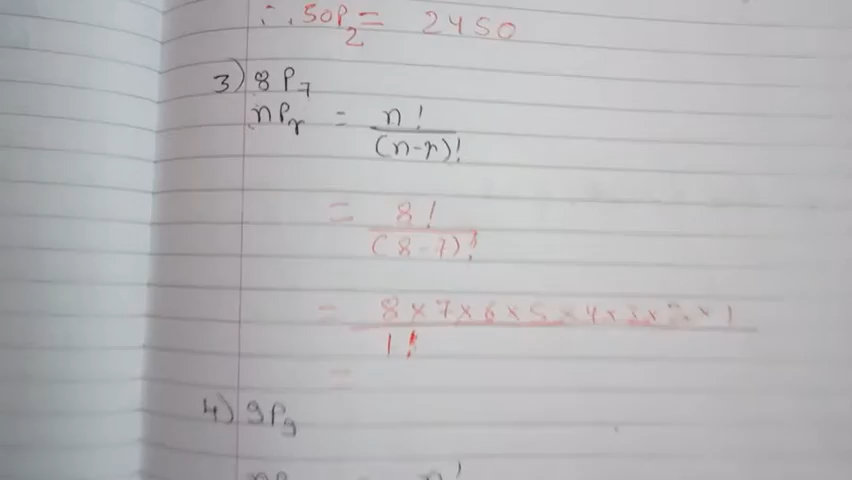 ∴ 50P2 = 2450
3) 8P7
nPr = n!
(n-r)!
= 8!
(8-7)!
= 8×7×6×5×4×3×2×1
1!
=
4) 9P9
n!